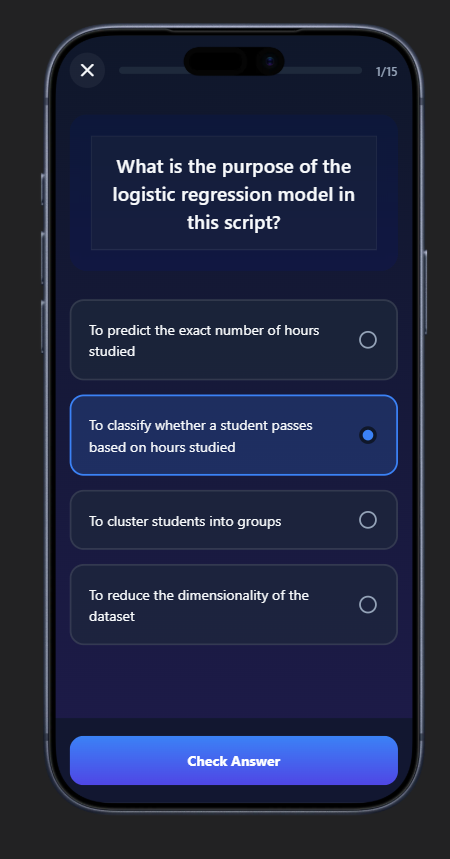 1/15
What is the purpose of the
logistic regression model in
this script?
To predict the exact number of hours
studied
To classify whether a student passes
based on hours studied
To cluster students into groups
To reduce the dimensionality of the
dataset
Check Answer